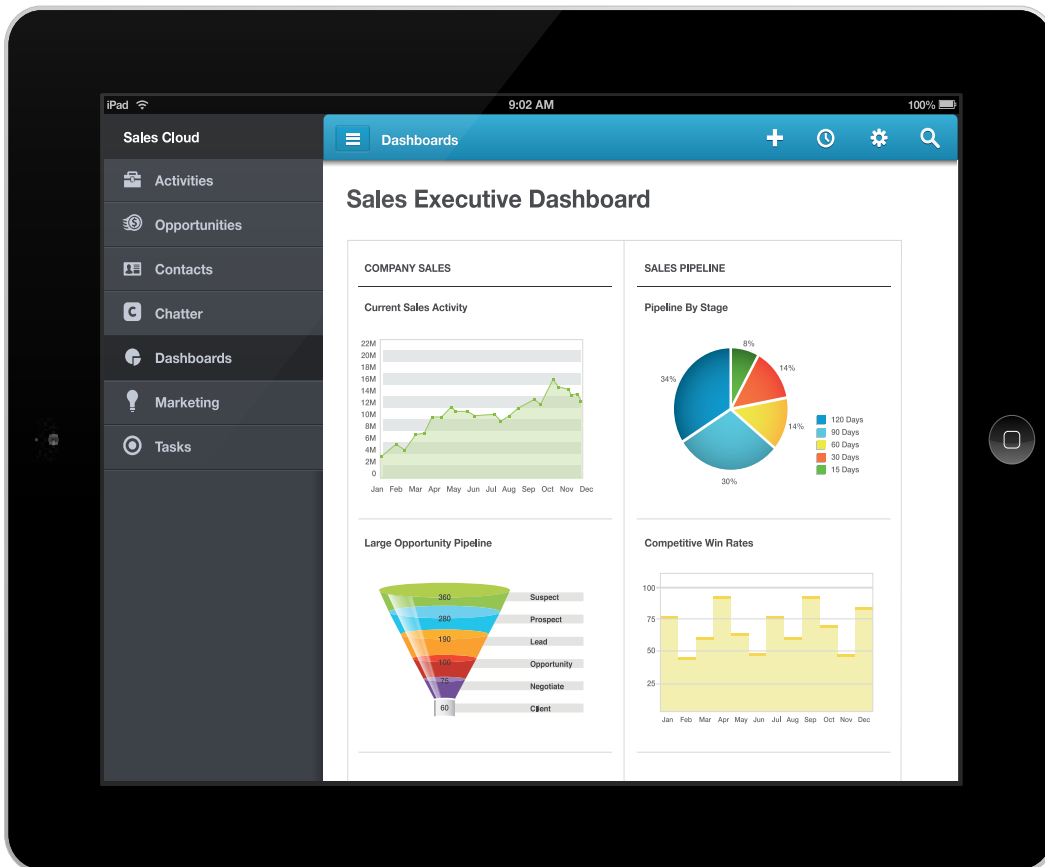 iPad 9:02 AM 100%
Sales Cloud
Activities
Opportunities
Contacts
Chatter
Dashboards
Marketing
Tasks
Dashboards
Sales Executive Dashboard
COMPANY SALES
Current Sales Activity
22M
20M
18M
16M
14M
12M
10M
8M
6M
4M
2M
0
Jan Feb Mar Apr May Jun Jul Aug Sep Oct Nov Dec
SALES PIPELINE
Pipeline By Stage
8%
14%
14%
30%
34%
120 Days
90 Days
60 Days
30 Days
15 Days
Large Opportunity Pipeline
360 Suspect
280 Prospect
190 Lead
100 Opportunity
75 Negotiate
60 Client
Competitive Win Rates
100
75
50
25
Jan Feb Mar Apr May Jun Jul Aug Sep Oct Nov Dec